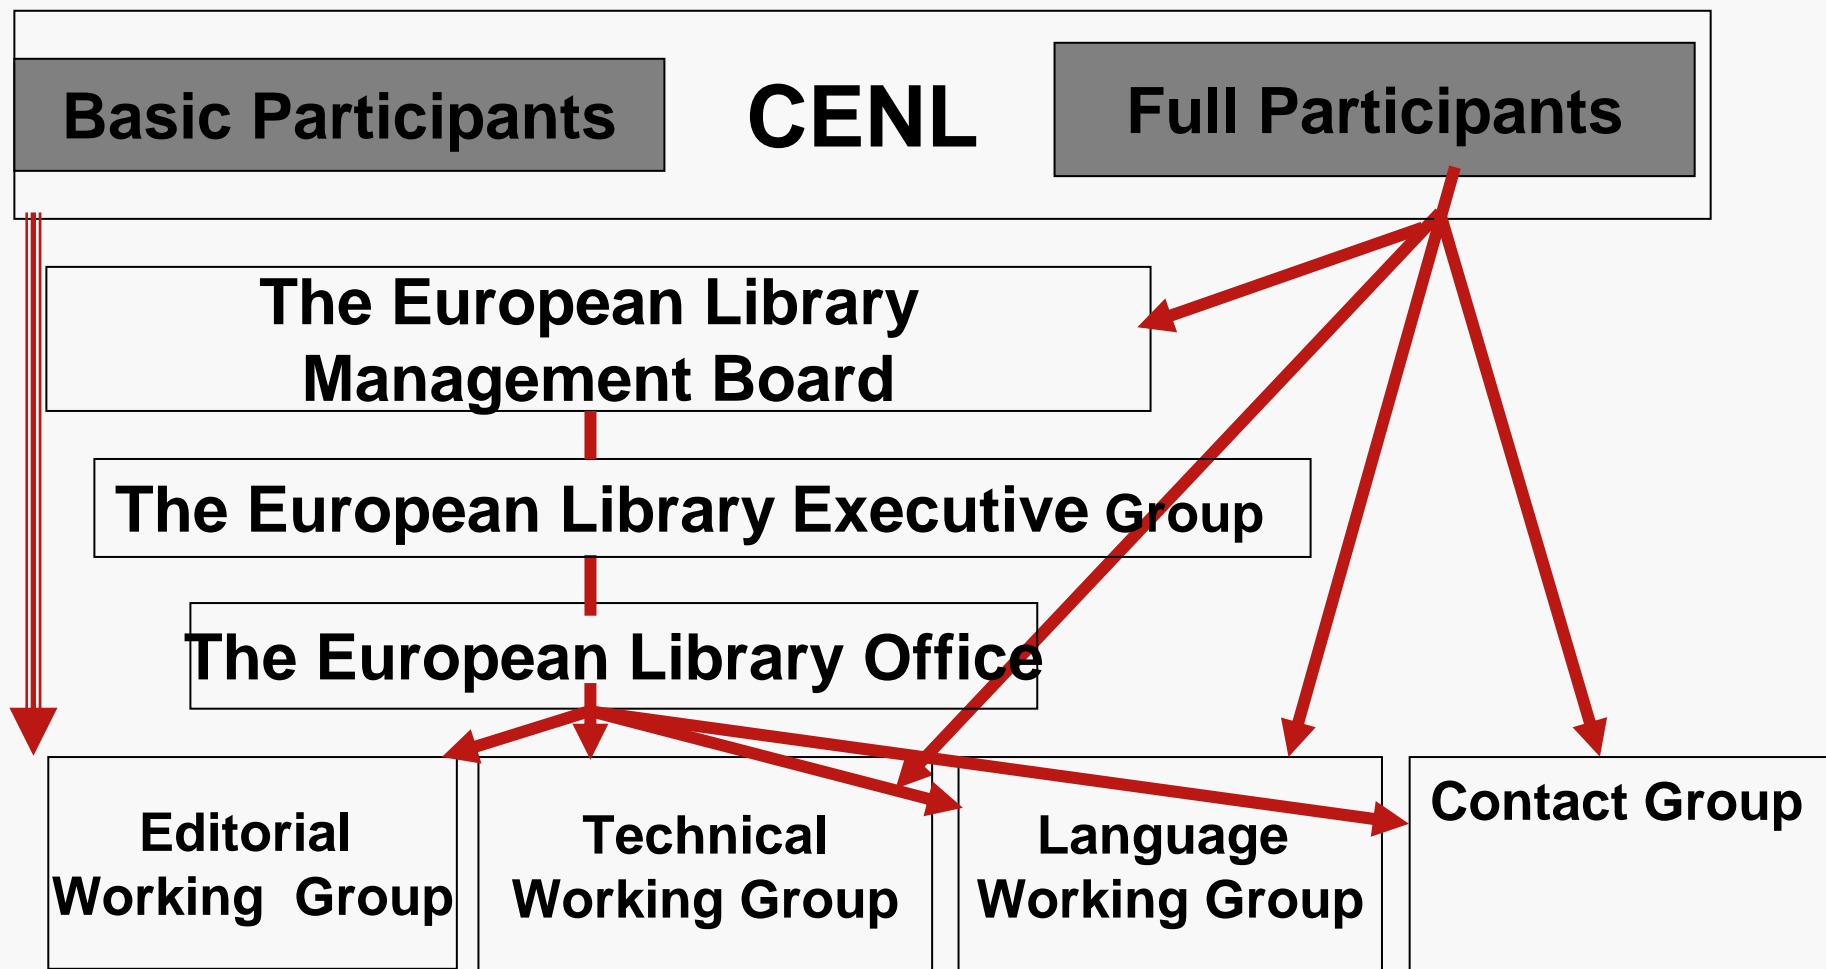 Basic Participants
CENL
Full Participants
The European Library
Management Board
The European Library Executive Group
The European Library Office
Editorial
Working Group
Technical
Working Group
Language
Working Group
Contact Group